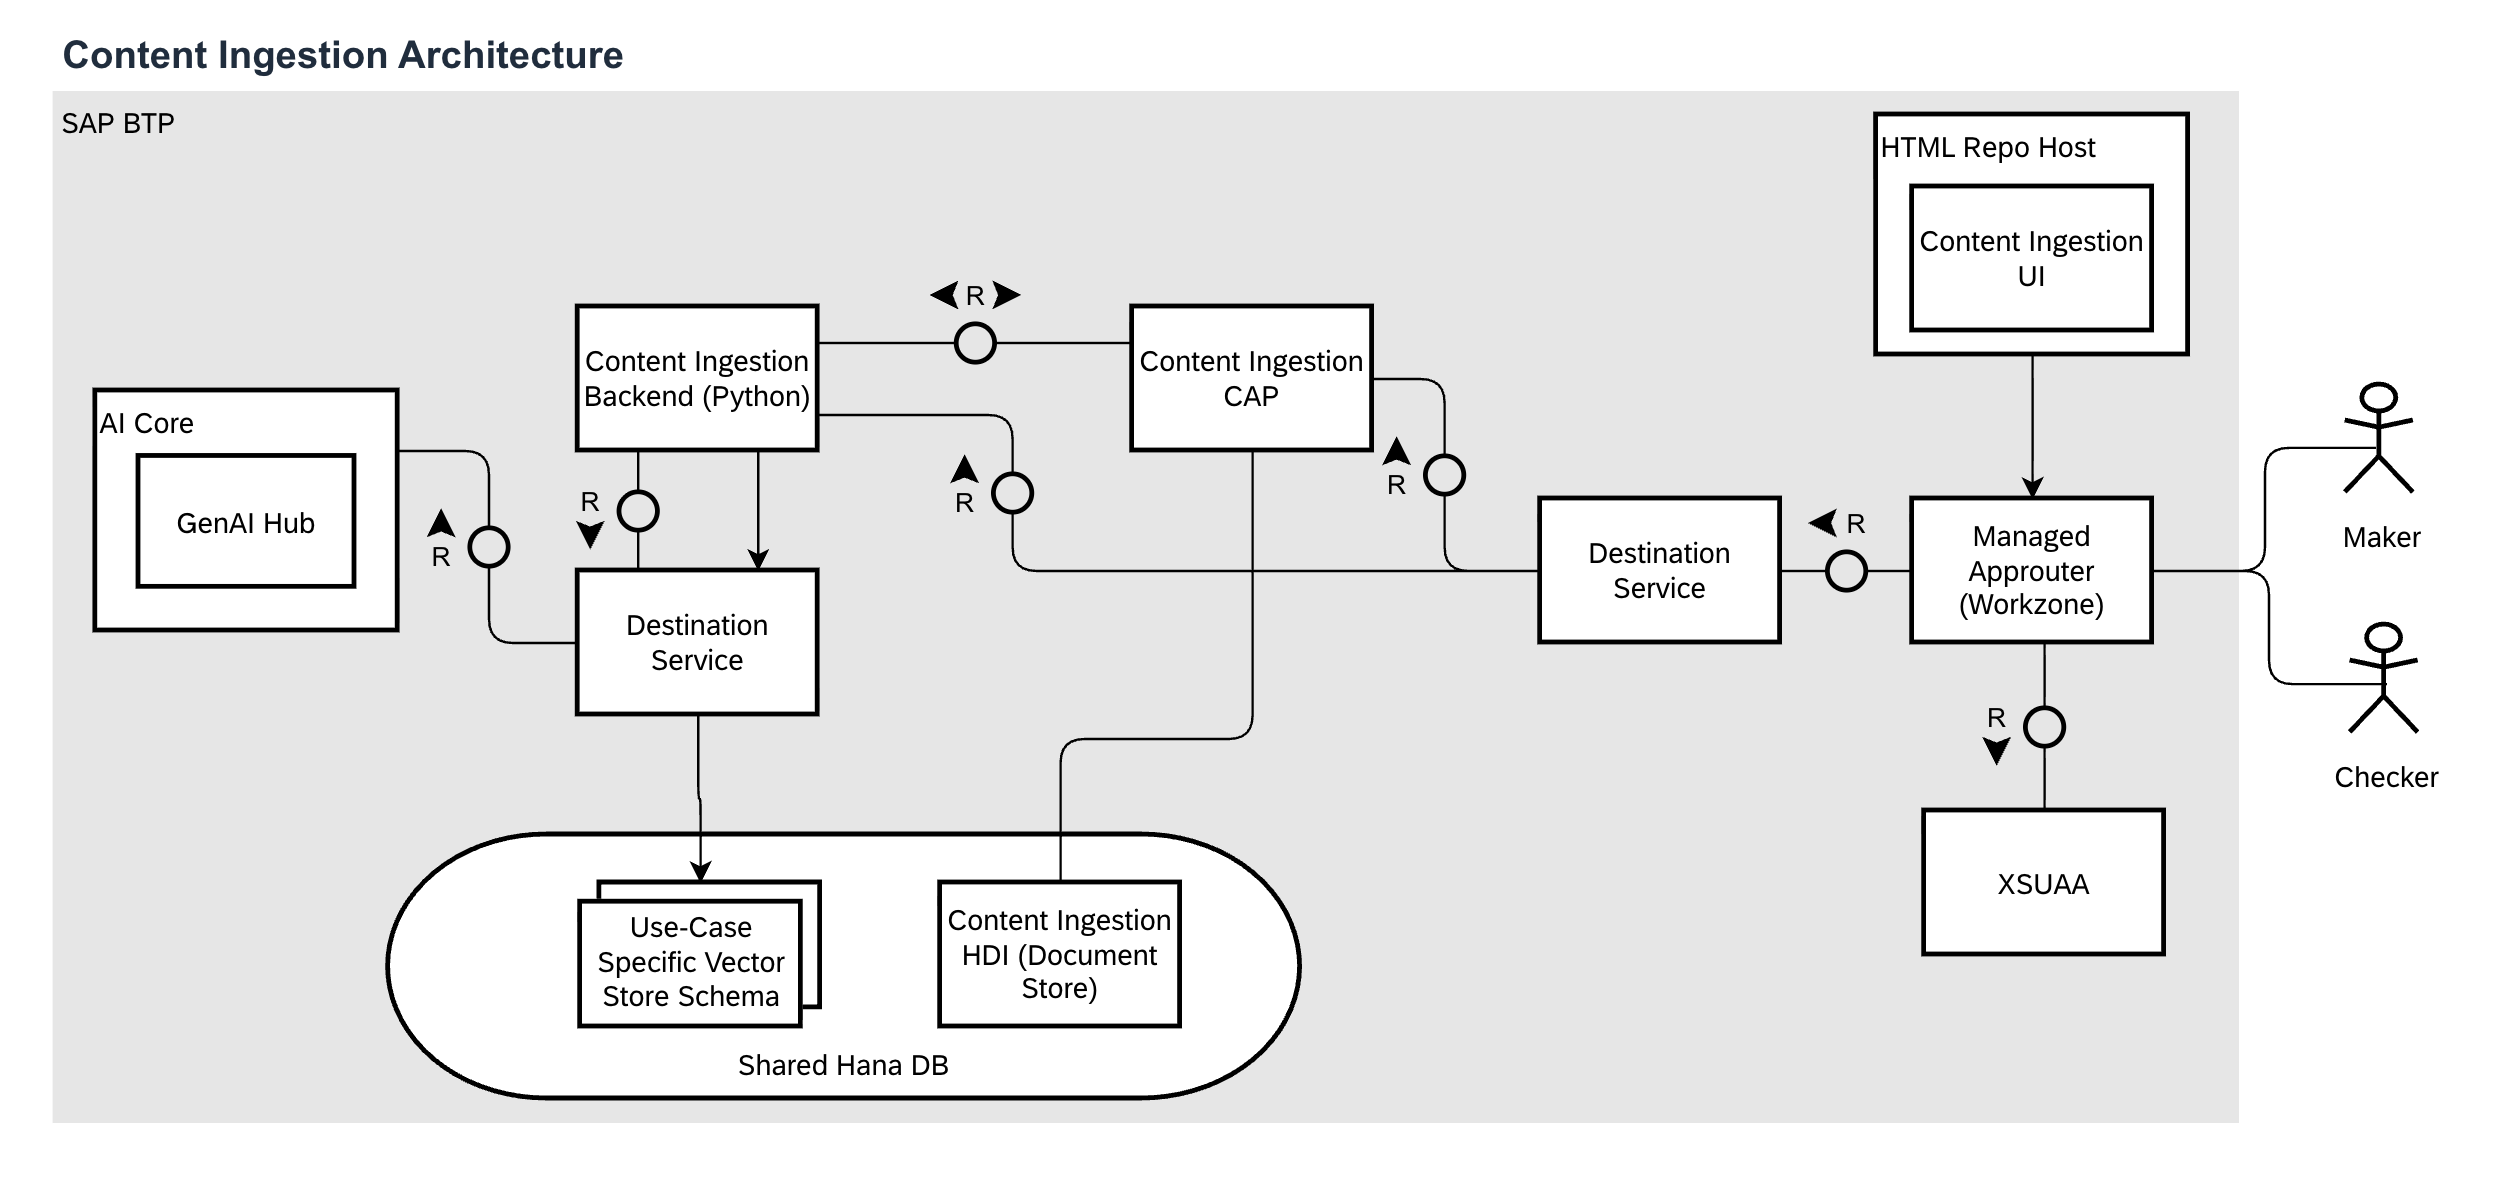 Content Ingestion Architecture
SAP BTP
HTML Repo Host
Content Ingestion
UI
R
Content Ingestion
Backend (Python)
Content Ingestion
CAP
AI Core
GenAI Hub
R
R
R
R
R
Destination
Service
Destination
Service
Managed
Approuter
(Workzone)
Maker
Checker
R
XSUAA
Use-Case
Specific Vector
Store Schema
Content Ingestion
HDI (Document
Store)
Shared Hana DB